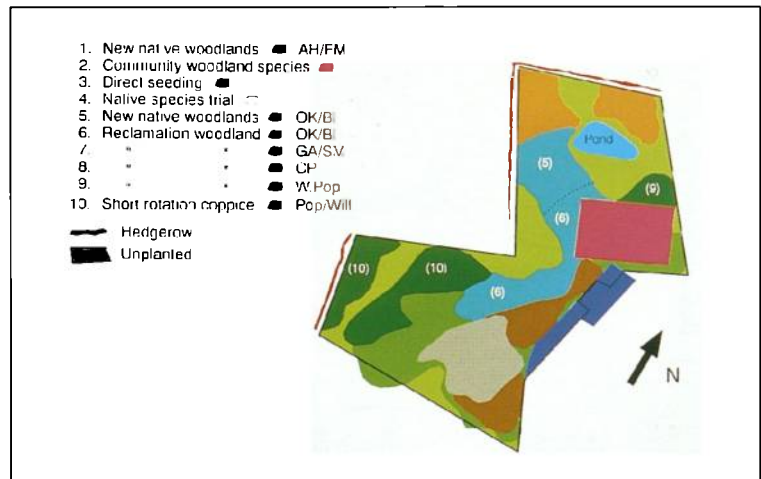 1. New native woodlands AH/FM
2. Community woodland species
3. Direct seeding
4. Native species trial
5. New native woodlands OK/BI
6. Reclamation woodland OK/BI
7. " " GA/S.V.
8. " " CP
9. " " W.Pop
10. Short rotation coppice Pop/Will
Hedgerow
Unplanted
Pond
(5)
(9)
(6)
(10)
(10)
(6)
N